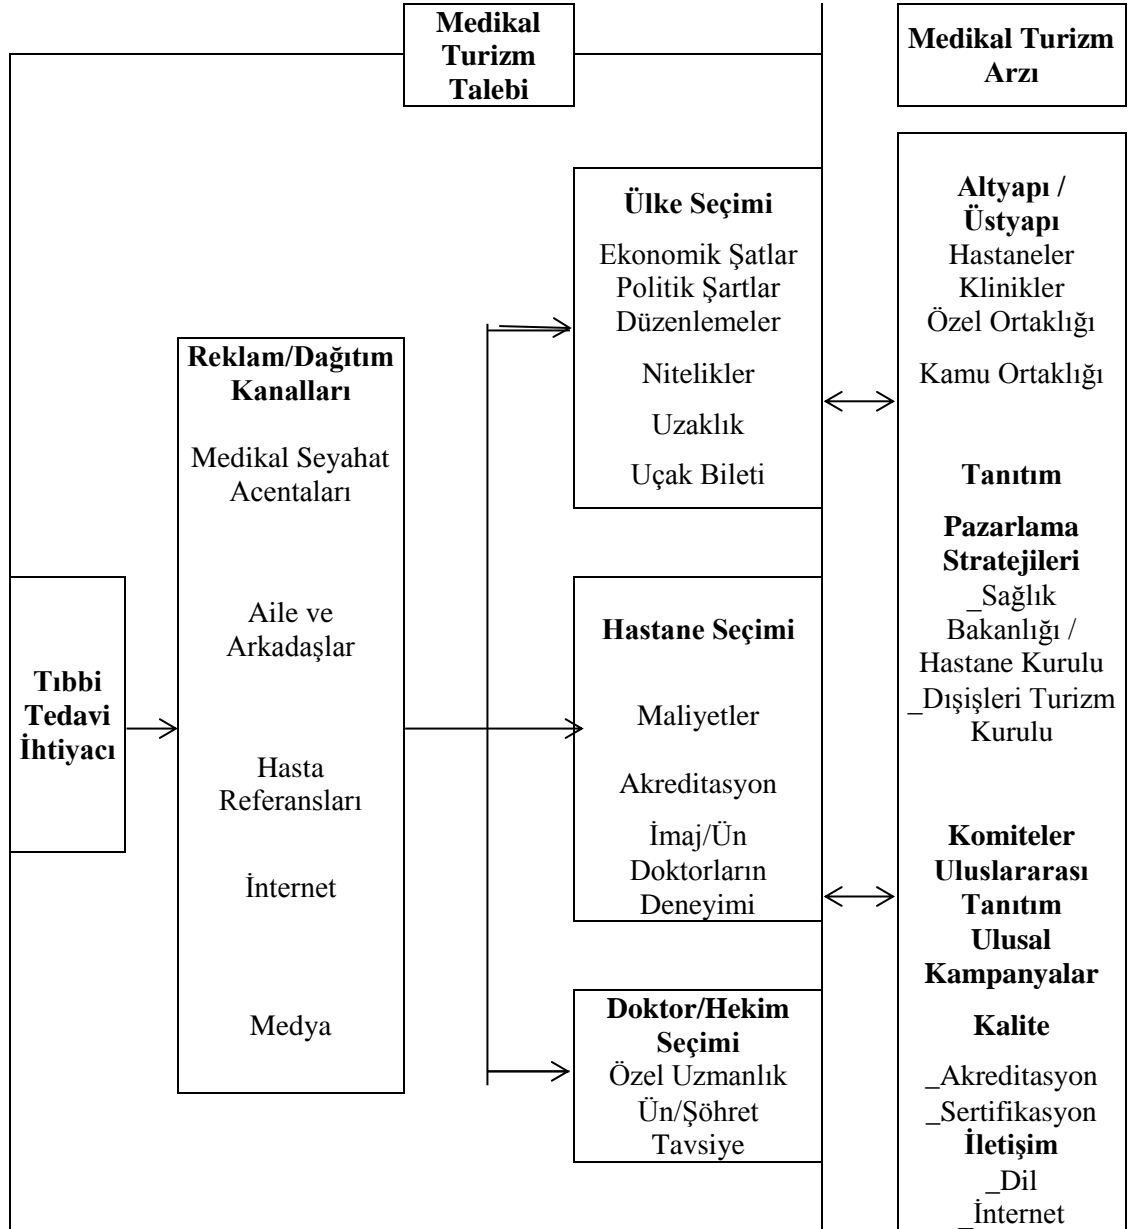 Medikal
Turizm
Talebi
Medikal Turizm
Arzı
Tıbbi
Tedavi
İhtiyacı
Reklam/Dağıtım
Kanalları
Medikal Seyahat
Acentaları
Aile ve
Arkadaşlar
Hasta
Referansları
İnternet
Medya
Ülke Seçimi
Ekonomik Şatlar
Politik Şartlar
Düzenlemeler
Nitelikler
Uzaklık
Uçak Bileti
Hastane Seçimi
Maliyetler
Akreditasyon
İmaj/Ün
Doktorların
Deneyimi
Doktor/Hekim
Seçimi
Özel Uzmanlık
Ün/Şöhret
Tavsiye
Altyapı /
Üstyapı
Hastaneler
Klinikler
Özel Ortaklığı
Kamu Ortaklığı
Tanıtım
Pazarlama
Stratejileri
_Sağlık
Bakanlığı /
Hastane Kurulu
_Dışişleri Turizm
Kurulu
Komiteler
Uluslararası
Tanıtım
Ulusal
Kampanyalar
Kalite
_Akreditasyon
_Sertifikasyon
İletişim
_Dil
_İnternet